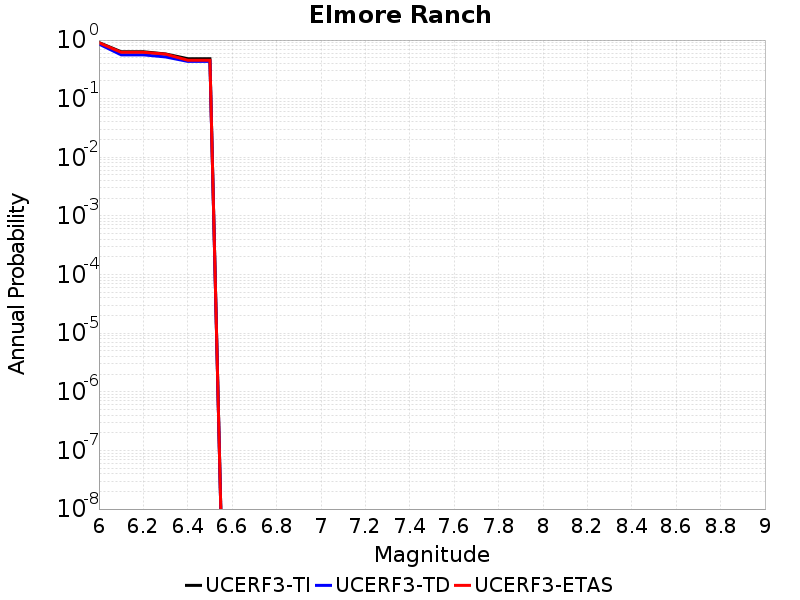 Elmore Ranch
Annual Probability
10^0
10^-1
10^-2
10^-3
10^-4
10^-5
10^-6
10^-7
10^-8
6 6.2 6.4 6.6 6.8 7 7.2 7.4 7.6 7.8 8 8.2 8.4 8.6 8.8 9
Magnitude
UCERF3-TI UCERF3-TD UCERF3-ETAS